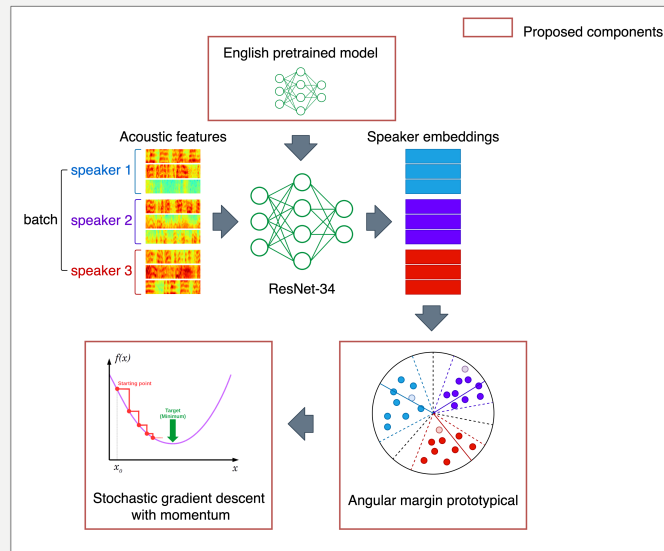 Proposed components
English pretrained model
Acoustic features
Speaker embeddings
batch
speaker 1
speaker 2
speaker 3
ResNet-34
f(x)
Starting point
Target
(Minimum)
x₀
x
Stochastic gradient descent
with momentum
Angular margin prototypical